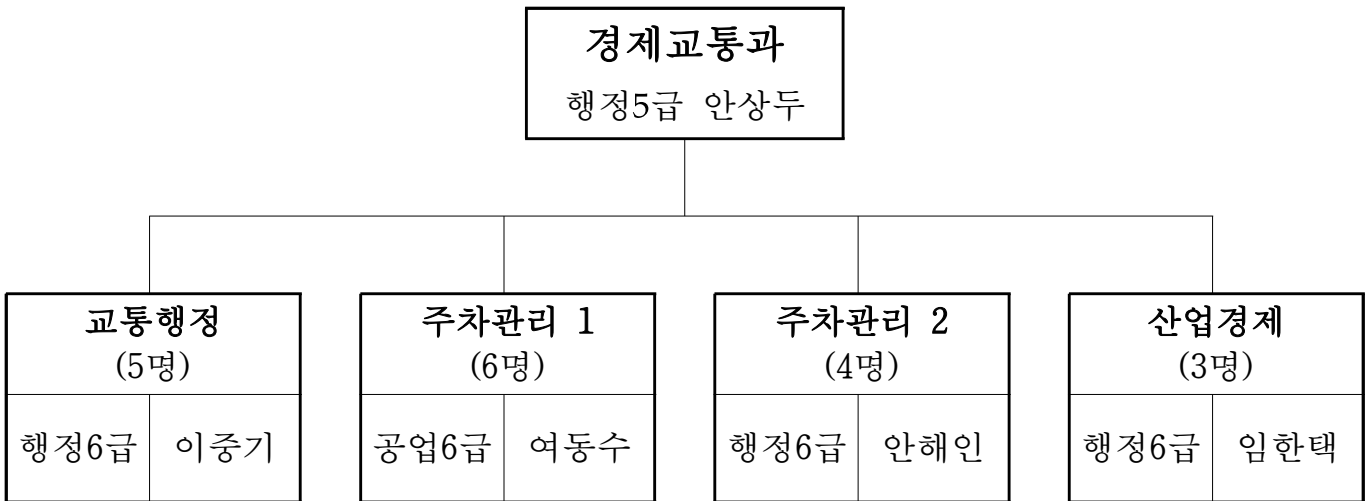 경제교통과
행정5급 안상두
교통행정
(5명)
행정6급 이중기
주차관리 1
(6명)
공업6급 여동수
주차관리 2
(4명)
행정6급 안해인
산업경제
(3명)
행정6급 임한택